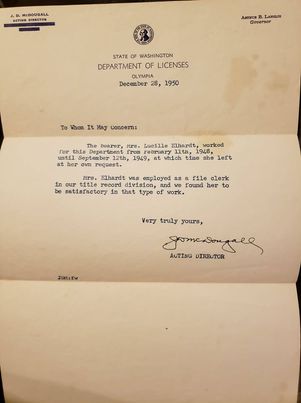 J. D. McDOUGALL
ACTING DIRECTOR
ARTHUR B. LANGLIE
Governor
STATE OF WASHINGTON
DEPARTMENT OF LICENSES
OLYMPIA
December 28, 1950
To Whom It May Concern:
The bearer, Mrs. Lucille Elhardt, worked
for this Department from February 11th, 1948,
until September 12th, 1949, at which time she left
at her own request.
Mrs. Elhardt was employed as a file clerk
in our title record division, and we found her to
be satisfactory in that type of work.
Very truly yours,
JDMcDougall
ACTING DIRECTOR